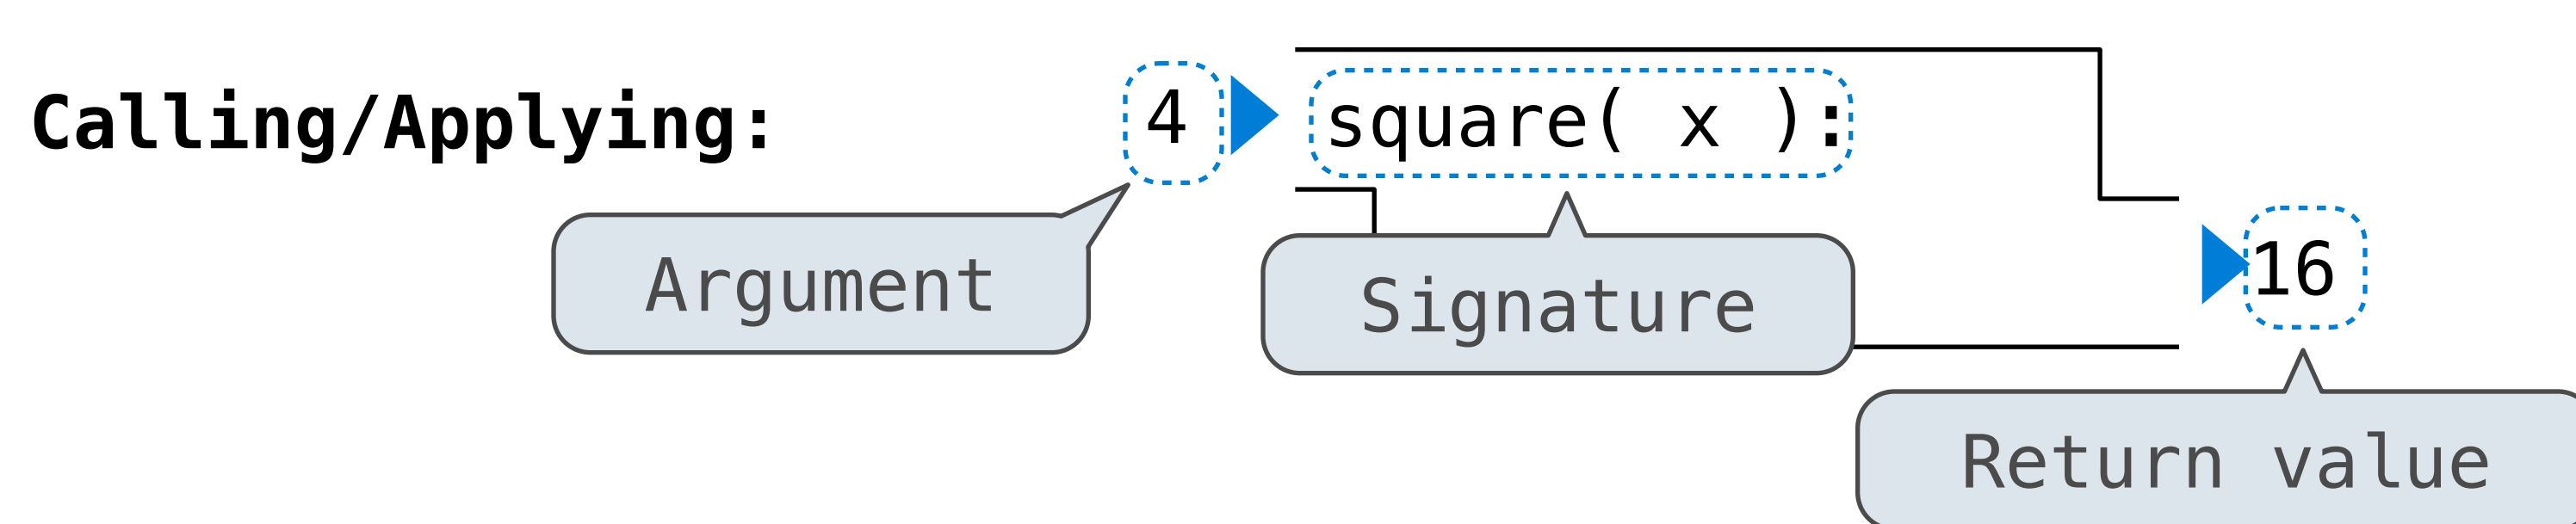 Calling/Applying:
4
square( x ):
16
Argument
Signature
Return value